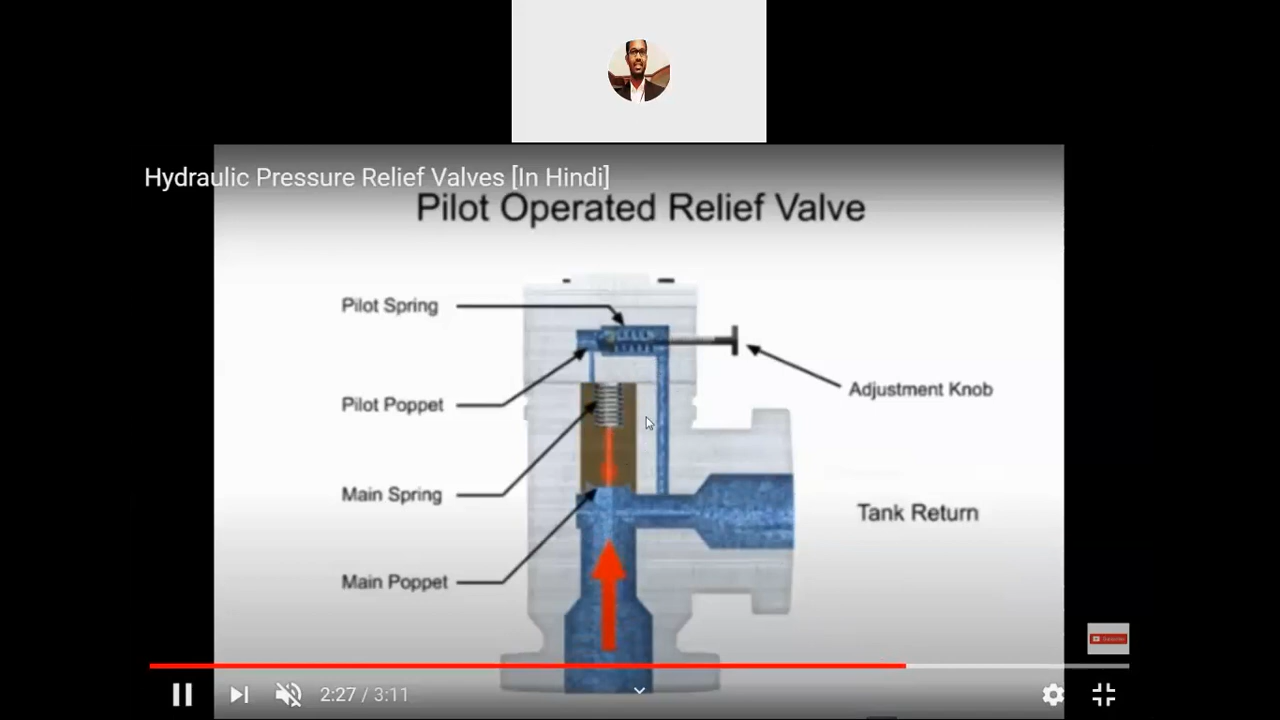 Hydraulic Pressure Relief Valves [In Hindi]
Pilot Operated Relief Valve
Pilot Spring
Adjustment Knob
Pilot Poppet
Main Spring
Tank Return
Main Poppet
2:27 / 3:11